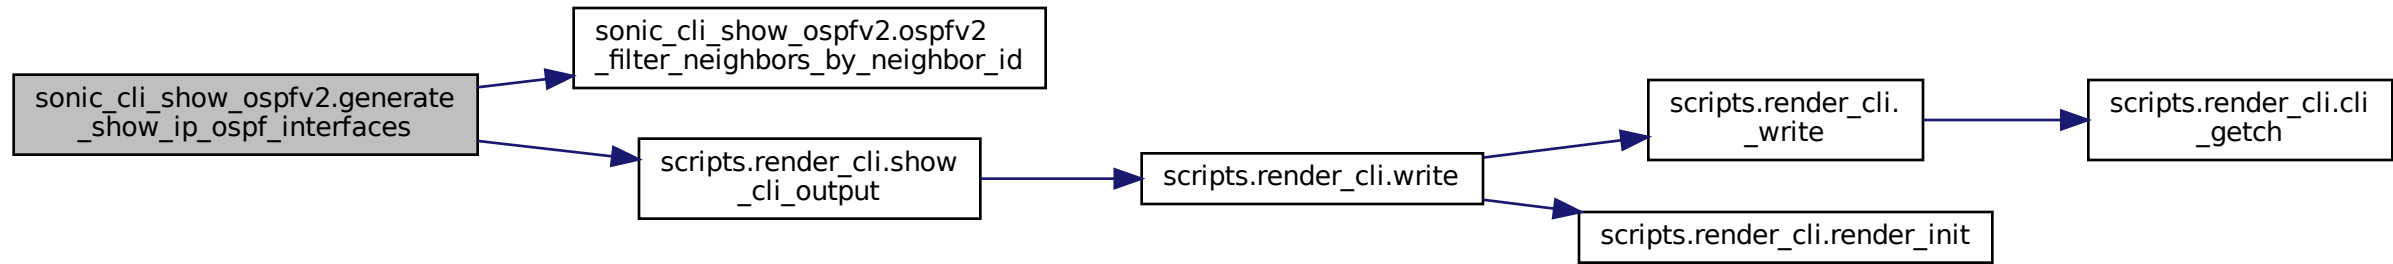 sonic_cli_show_ospfv2.generate
_show_ip_ospf_interfaces
sonic_cli_show_ospfv2.ospfv2
_filter_neighbors_by_neighbor_id
scripts.render_cli.show
_cli_output
scripts.render_cli.write
scripts.render_cli.
_write
scripts.render_cli.cli
_getch
scripts.render_cli.render_init